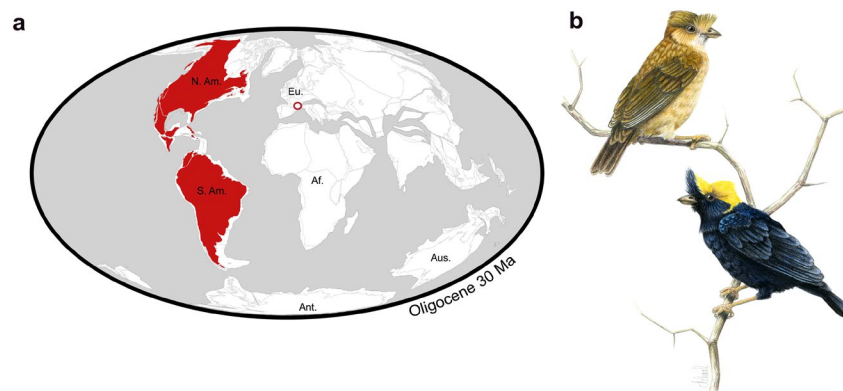 a
b
N. Am.
Eu.
S. Am.
Af.
Aus.
Ant.
Oligocene 30 Ma